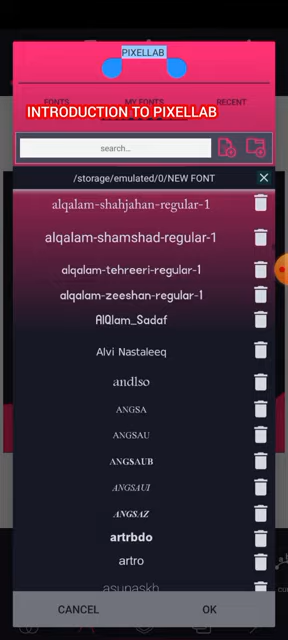 PIXELLAB
FONTS MY FONTS RECENT
INTRODUCTION TO PIXELLAB
search...
/storage/emulated/0/NEW FONT
alqalam-shahjahan-regular-1
alqalam-shamshad-regular-1
alqalam-tehreeri-regular-1
alqalam-zeeshan-regular-1
AlQlam_Sadaf
Alvi Nastaleeq
andlso
ANGSA
ANGSAU
ANGSAUB
ANGSAUI
ANGSAZ
artrbdo
artro
asunaskh
CANCEL OK